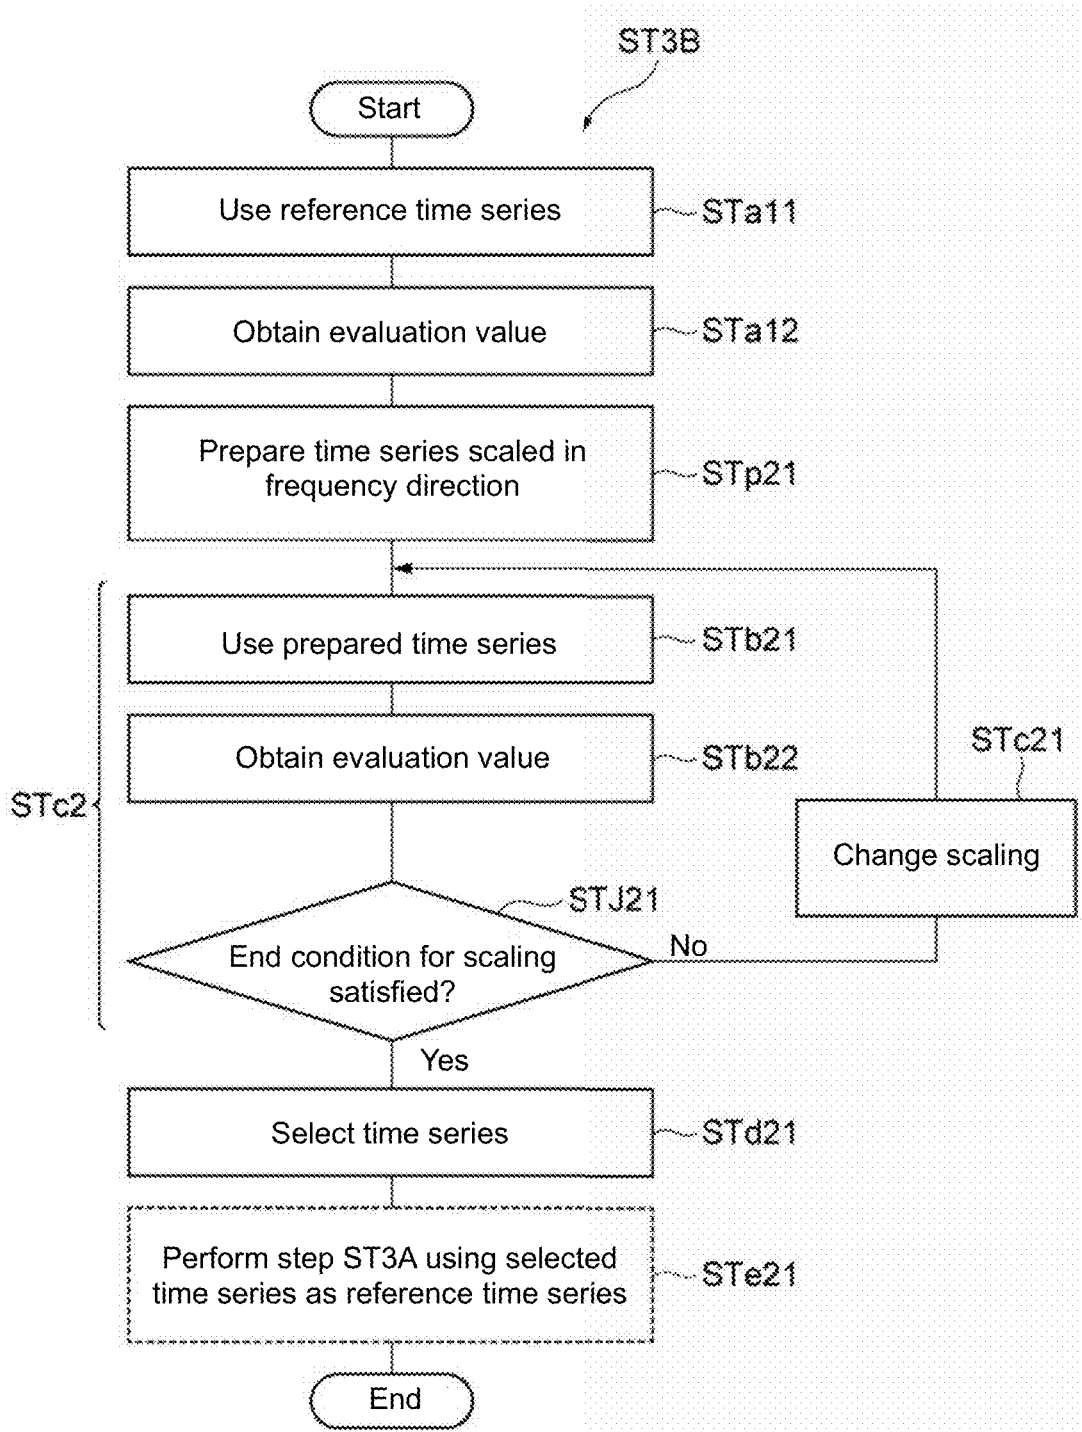 ST3B
Start
Use reference time series
STa11
Obtain evaluation value
STa12
Prepare time series scaled in
frequency direction
STp21
Use prepared time series
STb21
Obtain evaluation value
STb22
STc21
STc2
Change scaling
STJ21
No
End condition for scaling
satisfied?
Yes
Select time series
STd21
Perform step ST3A using selected
time series as reference time series
STe21
End